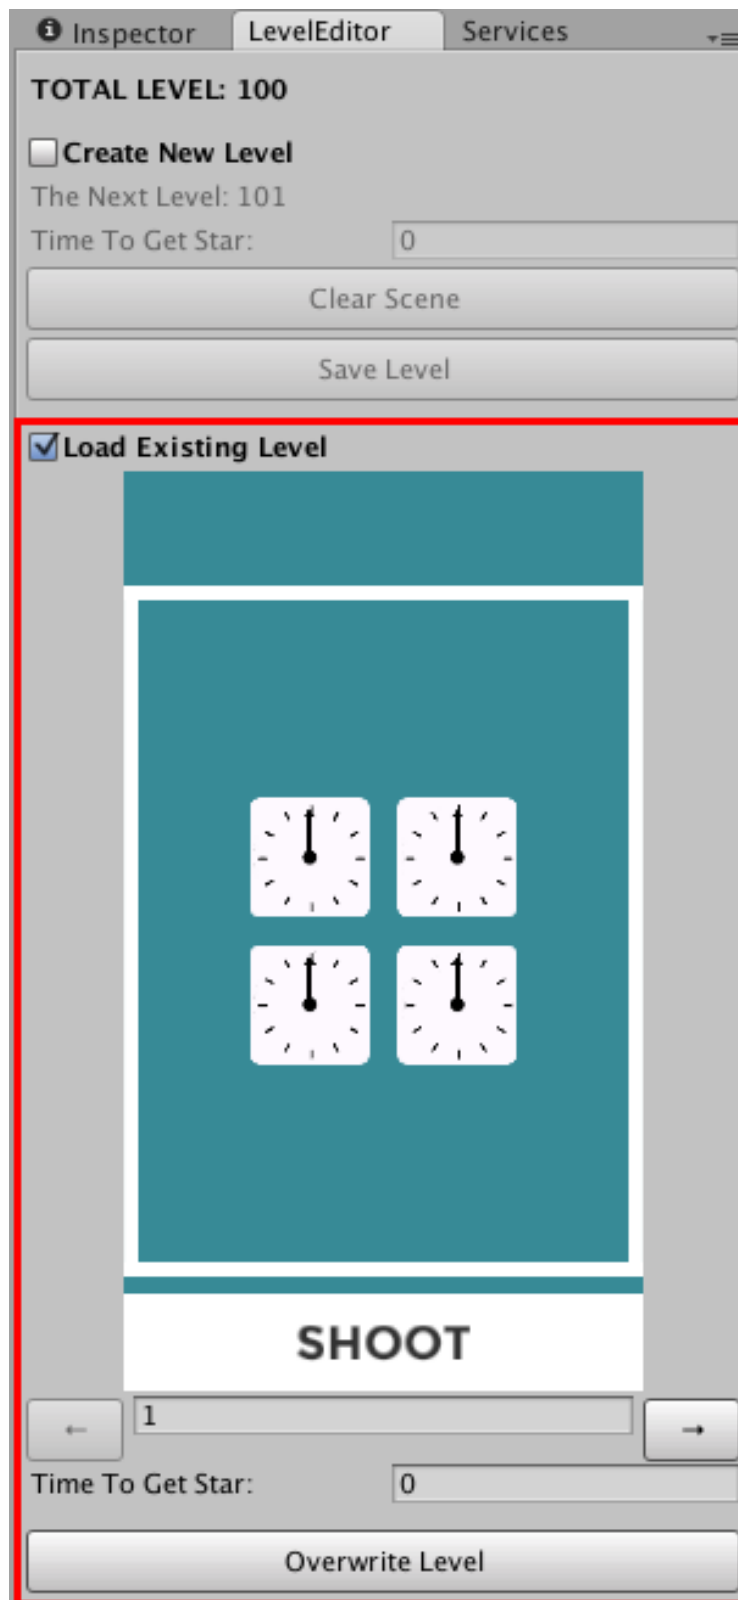 Inspector LevelEditor Services
TOTAL LEVEL: 100
Create New Level
The Next Level: 101
Time To Get Star: 0
Clear Scene
Save Level
Load Existing Level
SHOOT
← 1 →
Time To Get Star: 0
Overwrite Level